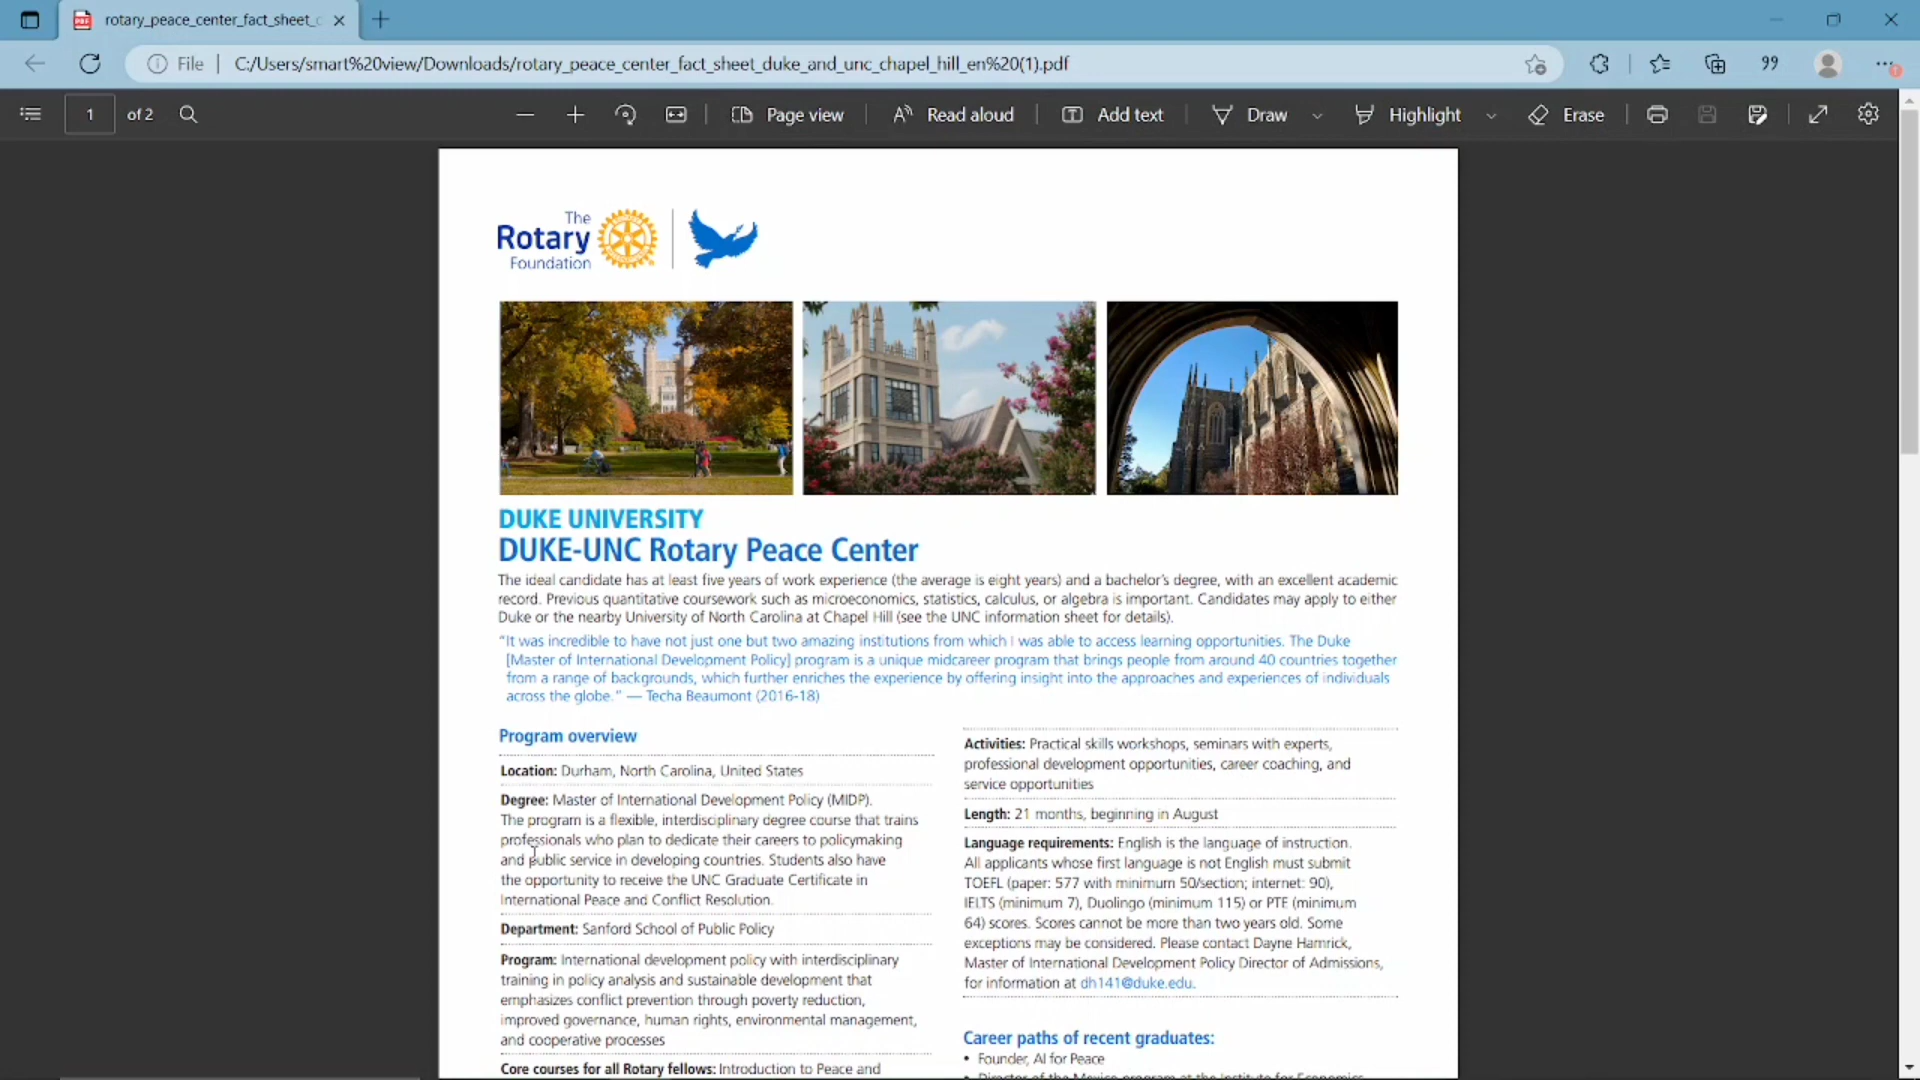 rotary_peace_center_fact_sheet_
File
C:/Users/smart%20view/Downloads/rotary_peace_center_fact_sheet_duke_and_unc_chapel_hill_en%20(1).pdf
1 of 2
Page view
Read aloud
Add text
Draw
Highlight
Erase
The
Rotary
Foundation
DUKE UNIVERSITY
DUKE-UNC Rotary Peace Center
The ideal candidate has at least five years of work experience (the average is eight years) and a bachelor's degree, with an excellent academic
record. Previous quantitative coursework such as microeconomics, statistics, calculus, or algebra is important. Candidates may apply to either
Duke or the nearby University of North Carolina at Chapel Hill (see the UNC information sheet for details).
"It was incredible to have not just one but two amazing institutions from which I was able to access learning opportunities. The Duke
[Master of International Development Policy] program is a unique midcareer program that brings people from around 40 countries together
from a range of backgrounds, which further enriches the experience by offering insight into the approaches and experiences of individuals
across the globe." — Techa Beaumont (2016-18)
Program overview
Location: Durham, North Carolina, United States
Degree: Master of International Development Policy (MIDP).
The program is a flexible, interdisciplinary degree course that trains
professionals who plan to dedicate their careers to policymaking
and public service in developing countries. Students also have
the opportunity to receive the UNC Graduate Certificate in
International Peace and Conflict Resolution.
Department: Sanford School of Public Policy
Program: International development policy with interdisciplinary
training in policy analysis and sustainable development that
emphasizes conflict prevention through poverty reduction,
improved governance, human rights, environmental management,
and cooperative processes
Core courses for all Rotary fellows: Introduction to Peace and
Activities: Practical skills workshops, seminars with experts,
professional development opportunities, career coaching, and
service opportunities
Length: 21 months, beginning in August
Language requirements: English is the language of instruction.
All applicants whose first language is not English must submit
TOEFL (paper: 577 with minimum 50/section; internet: 90),
IELTS (minimum 7), Duolingo (minimum 115) or PTE (minimum
64) scores. Scores cannot be more than two years old. Some
exceptions may be considered. Please contact Dayne Hamrick,
Master of International Development Policy Director of Admissions,
for information at dh141@duke.edu.
Career paths of recent graduates:
• Founder, AI for Peace
• Director of the Mexico program at the Institute for Economics